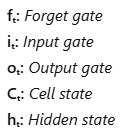 fₜ: Forget gate
iₜ: Input gate
oₜ: Output gate
Cₜ: Cell state
hₜ: Hidden state